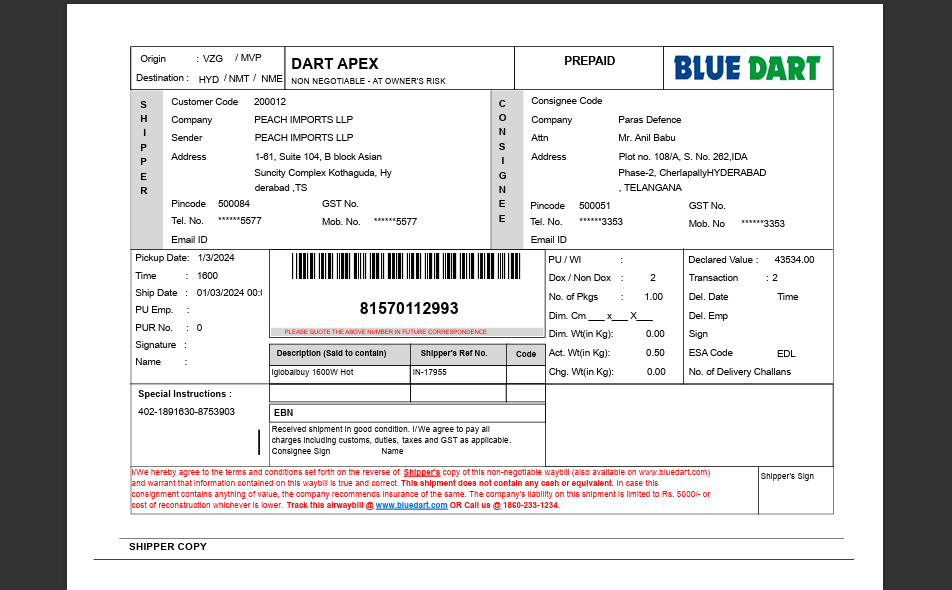 Origin : VZG / MVP
Destination : HYD / NMT / NME
DART APEX
NON NEGOTIABLE - AT OWNER'S RISK
PREPAID
BLUE DART
SHIPPER
Customer Code 200012
Company PEACH IMPORTS LLP
Sender PEACH IMPORTS LLP
Address 1-61, Suite 104, B block Asian
Suncity Complex Kothaguda, Hy
derabad ,TS
Pincode 500084 GST No.
Tel. No. ******5577 Mob. No. ******5577
Email ID
CONSIGNEE
Consignee Code
Company Paras Defence
Attn Mr. Anil Babu
Address Plot no. 108/A, S. No. 262,IDA
Phase-2, CherlapallyHYDERABAD
, TELANGANA
Pincode 500051 GST No.
Tel. No. ******3353 Mob. No ******3353
Email ID
Pickup Date: 1/3/2024
Time : 1600
Ship Date : 01/03/2024 00:(
PU Emp. :
PUR No. : 0
Signature :
Name :
81570112993
PLEASE QUOTE THE ABOVE NUMBER IN FUTURE CORRESPONDENCE
Description (Said to contain) Shipper's Ref No. Code
Iglobalbuy 1600W Hot IN-17955
PU / WI :
Dox / Non Dox : 2
No. of Pkgs : 1.00
Dim. Cm ___ x___ X___
Dim. Wt(in Kg): 0.00
Act. Wt(in Kg): 0.50
Chg. Wt(in Kg): 0.00
Declared Value : 43534.00
Transaction : 2
Del. Date Time
Del. Emp
Sign
ESA Code EDL
No. of Delivery Challans
Special Instructions :
402-1891630-8753903
EBN
Received shipment in good condition. I/We agree to pay all
charges including customs, duties, taxes and GST as applicable.
Consignee Sign Name
I/We hereby agree to the terms and conditions set forth on the reverse of Shipper's copy of this non-negotiable waybill (also available on www.bluedart.com)
and warrant that information contained on this waybill is true and correct. This shipment does not contain any cash or equivalent. In case this
consignment contains anything of value, the company recommends insurance of the same. The company's liability on this shipment is limited to Rs. 5000/- or
cost of reconstruction whichever is lower. Track this airwaybill @ www.bluedart.com OR Call us @ 1860-233-1234.
Shipper's Sign
SHIPPER COPY